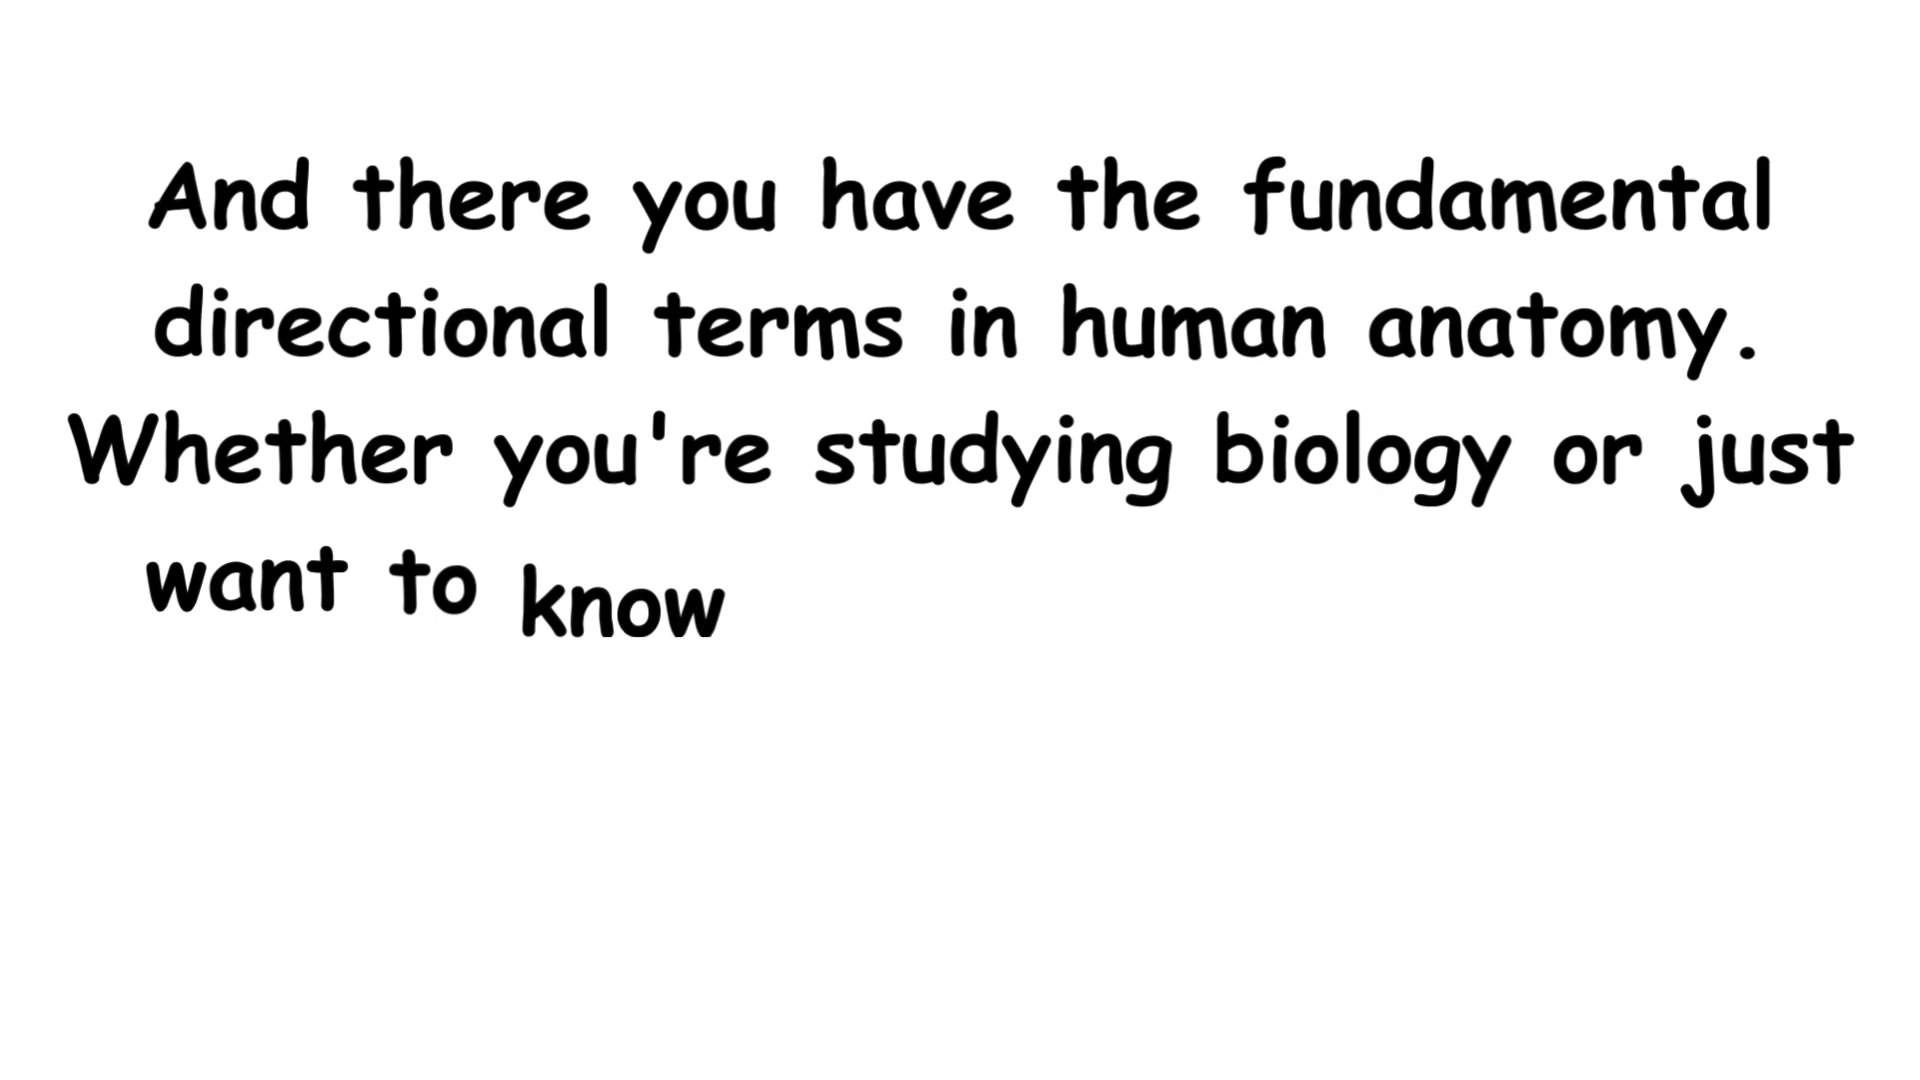 And there you have the fundamental
directional terms in human anatomy.
Whether you're studying biology or just
want to know